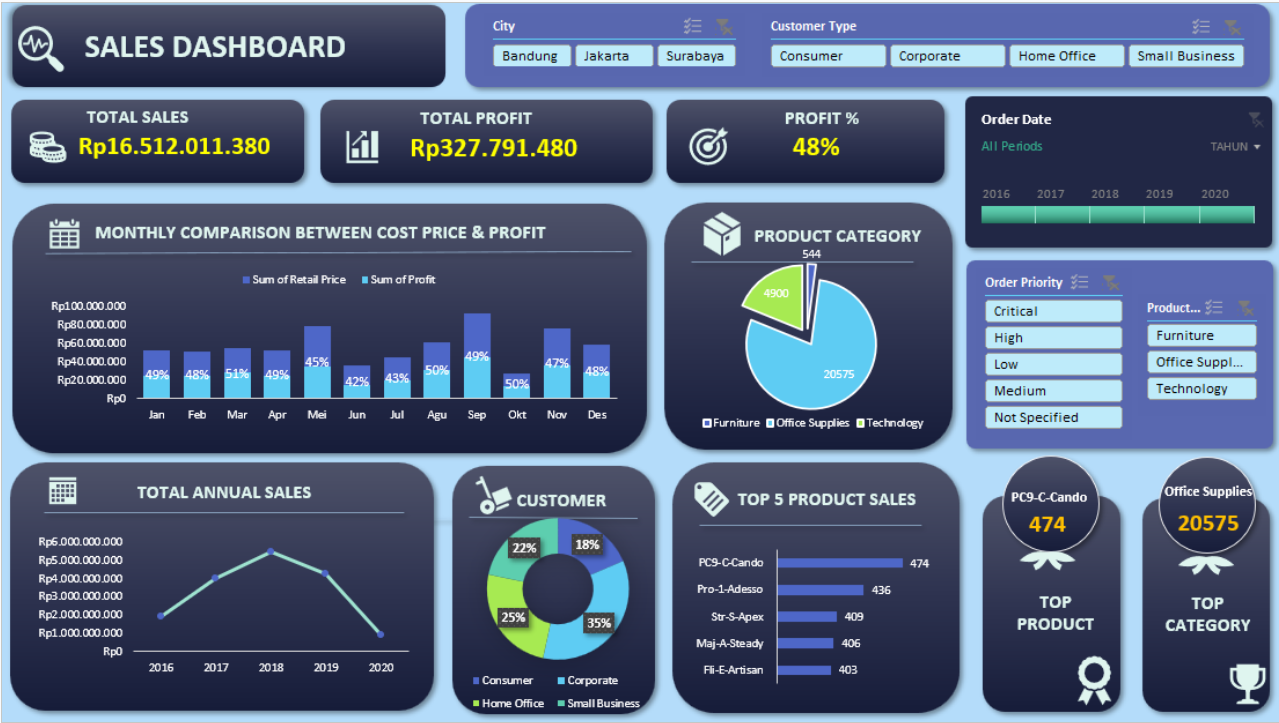 SALES DASHBOARD
City
Bandung
Jakarta
Surabaya
Customer Type
Consumer
Corporate
Home Office
Small Business
TOTAL SALES
Rp16.512.011.380
TOTAL PROFIT
Rp327.791.480
PROFIT %
48%
Order Date
All Periods
TAHUN
2016 2017 2018 2019 2020
MONTHLY COMPARISON BETWEEN COST PRICE & PROFIT
Sum of Retail Price
Sum of Profit
Rp100.000.000
Rp80.000.000
Rp60.000.000
Rp40.000.000
Rp20.000.000
Rp0
49% 48% 51% 49% 45% 42% 43% 50% 49% 50% 47% 48%
Jan Feb Mar Apr Mei Jun Jul Agu Sep Okt Nov Des
PRODUCT CATEGORY
544
4900
20575
Furniture
Office Supplies
Technology
Order Priority
Critical
High
Low
Medium
Not Specified
Product...
Furniture
Office Suppl...
Technology
TOTAL ANNUAL SALES
Rp6.000.000.000
Rp5.000.000.000
Rp4.000.000.000
Rp3.000.000.000
Rp2.000.000.000
Rp1.000.000.000
Rp0
2016 2017 2018 2019 2020
CUSTOMER
22%
18%
25%
35%
Consumer
Corporate
Home Office
Small Business
TOP 5 PRODUCT SALES
PC9-C-Cando 474
Pro-1-Adesso 436
Str-S-Apex 409
Maj-A-Steady 406
Fli-E-Artisan 403
PC9-C-Cando
474
TOP
PRODUCT
Office Supplies
20575
TOP
CATEGORY